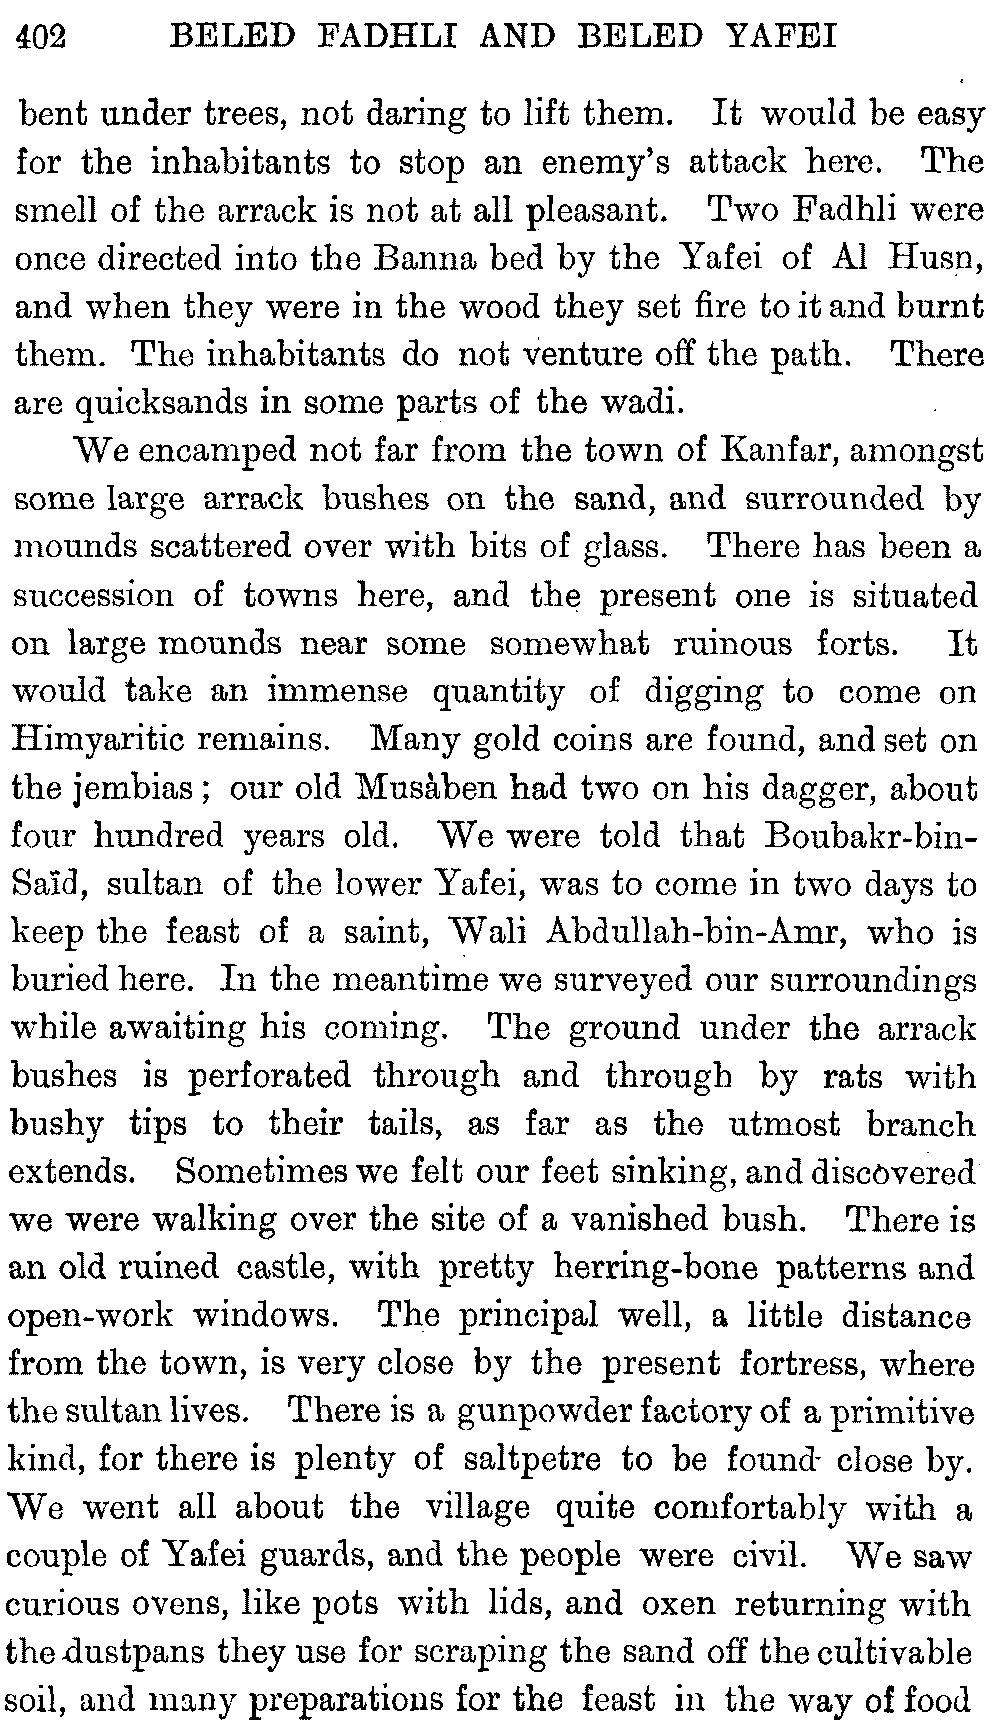 402 BELED FADHLI AND BELED YAFEI
bent under trees, not daring to lift them. It would be easy
for the inhabitants to stop an enemy's attack here. The
smell of the arrack is not at all pleasant. Two Fadhli were
once directed into the Banna bed by the Yafei of Al Husn,
and when they were in the wood they set fire to it and burnt
them. The inhabitants do not venture off the path. There
are quicksands in some parts of the wadi.
We encamped not far from the town of Kanfar, amongst
some large arrack bushes on the sand, and surrounded by
mounds scattered over with bits of glass. There has been a
succession of towns here, and the present one is situated
on large mounds near some somewhat ruinous forts. It
would take an immense quantity of digging to come on
Himyaritic remains. Many gold coins are found, and set on
the jembias; our old Musàben had two on his dagger, about
four hundred years old. We were told that Boubakr-bin-
Saïd, sultan of the lower Yafei, was to come in two days to
keep the feast of a saint, Wali Abdullah-bin-Amr, who is
buried here. In the meantime we surveyed our surroundings
while awaiting his coming. The ground under the arrack
bushes is perforated through and through by rats with
bushy tips to their tails, as far as the utmost branch
extends. Sometimes we felt our feet sinking, and discovered
we were walking over the site of a vanished bush. There is
an old ruined castle, with pretty herring-bone patterns and
open-work windows. The principal well, a little distance
from the town, is very close by the present fortress, where
the sultan lives. There is a gunpowder factory of a primitive
kind, for there is plenty of saltpetre to be found close by.
We went all about the village quite comfortably with a
couple of Yafei guards, and the people were civil. We saw
curious ovens, like pots with lids, and oxen returning with
the dustpans they use for scraping the sand off the cultivable
soil, and many preparations for the feast in the way of food